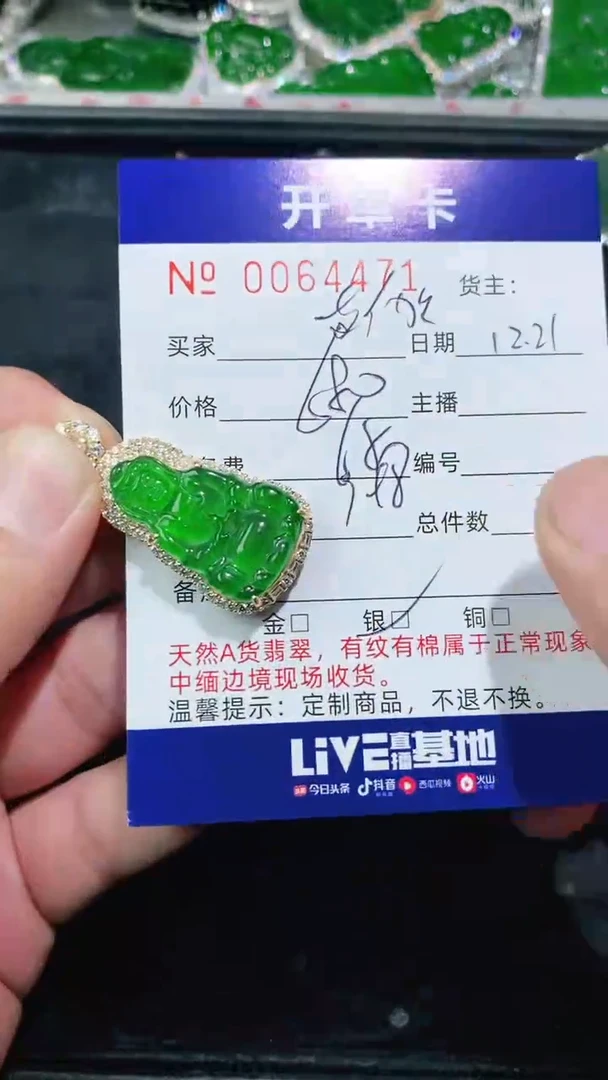 开单卡
№ 0064471 货主：
买家 日期 12.21
价格 主播
费 编号
总件数
备
金□ 银□ 铜□
天然A货翡翠，有纹有棉属于正常现象
中缅边境现场收货。
温馨提示：定制商品，不退不换。
LiVE直播基地
今日头条 抖音 西瓜视频 火山